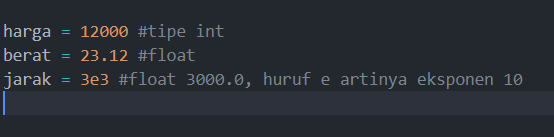 harga = 12000 #tipe int
berat = 23.12 #float
jarak = 3e3 #float 3000.0, huruf e artinya eksponen 10